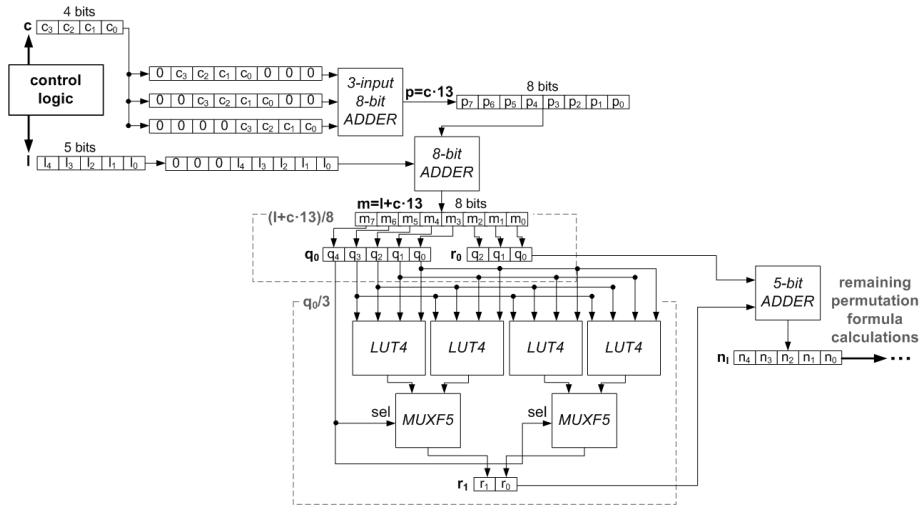 4 bits
c c3 c2 c1 c0
control logic
0 c3 c2 c1 c0 0 0 0
0 0 c3 c2 c1 c0 0 0
0 0 0 0 c3 c2 c1 c0
3-input 8-bit ADDER
p=c·13
8 bits
p7 p6 p5 p4 p3 p2 p1 p0
5 bits
l l4 l3 l2 l1 l0
0 0 0 l4 l3 l2 l1 l0
8-bit ADDER
m=l+c·13 8 bits
(l+c·13)/8
m7 m6 m5 m4 m3 m2 m1 m0
q0 q4 q3 q2 q1 q0
r0 q2 q1 q0
q0/3
LUT4 LUT4 LUT4 LUT4
sel MUXF5 sel MUXF5
r1 r1 r0
5-bit ADDER
remaining
permutation
formula
calculations
nl n4 n3 n2 n1 n0
...